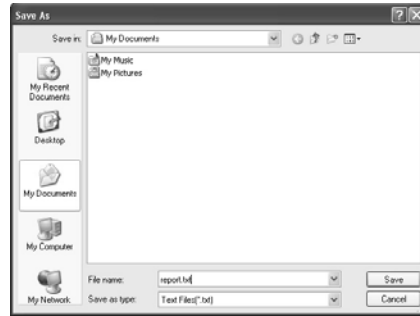 Save As
Save in: My Documents
My Music
My Pictures
My Recent
Documents
Desktop
My Documents
My Computer
My Network
File name: report.txt
Save
Save as type: Text Files(*.txt)
Cancel